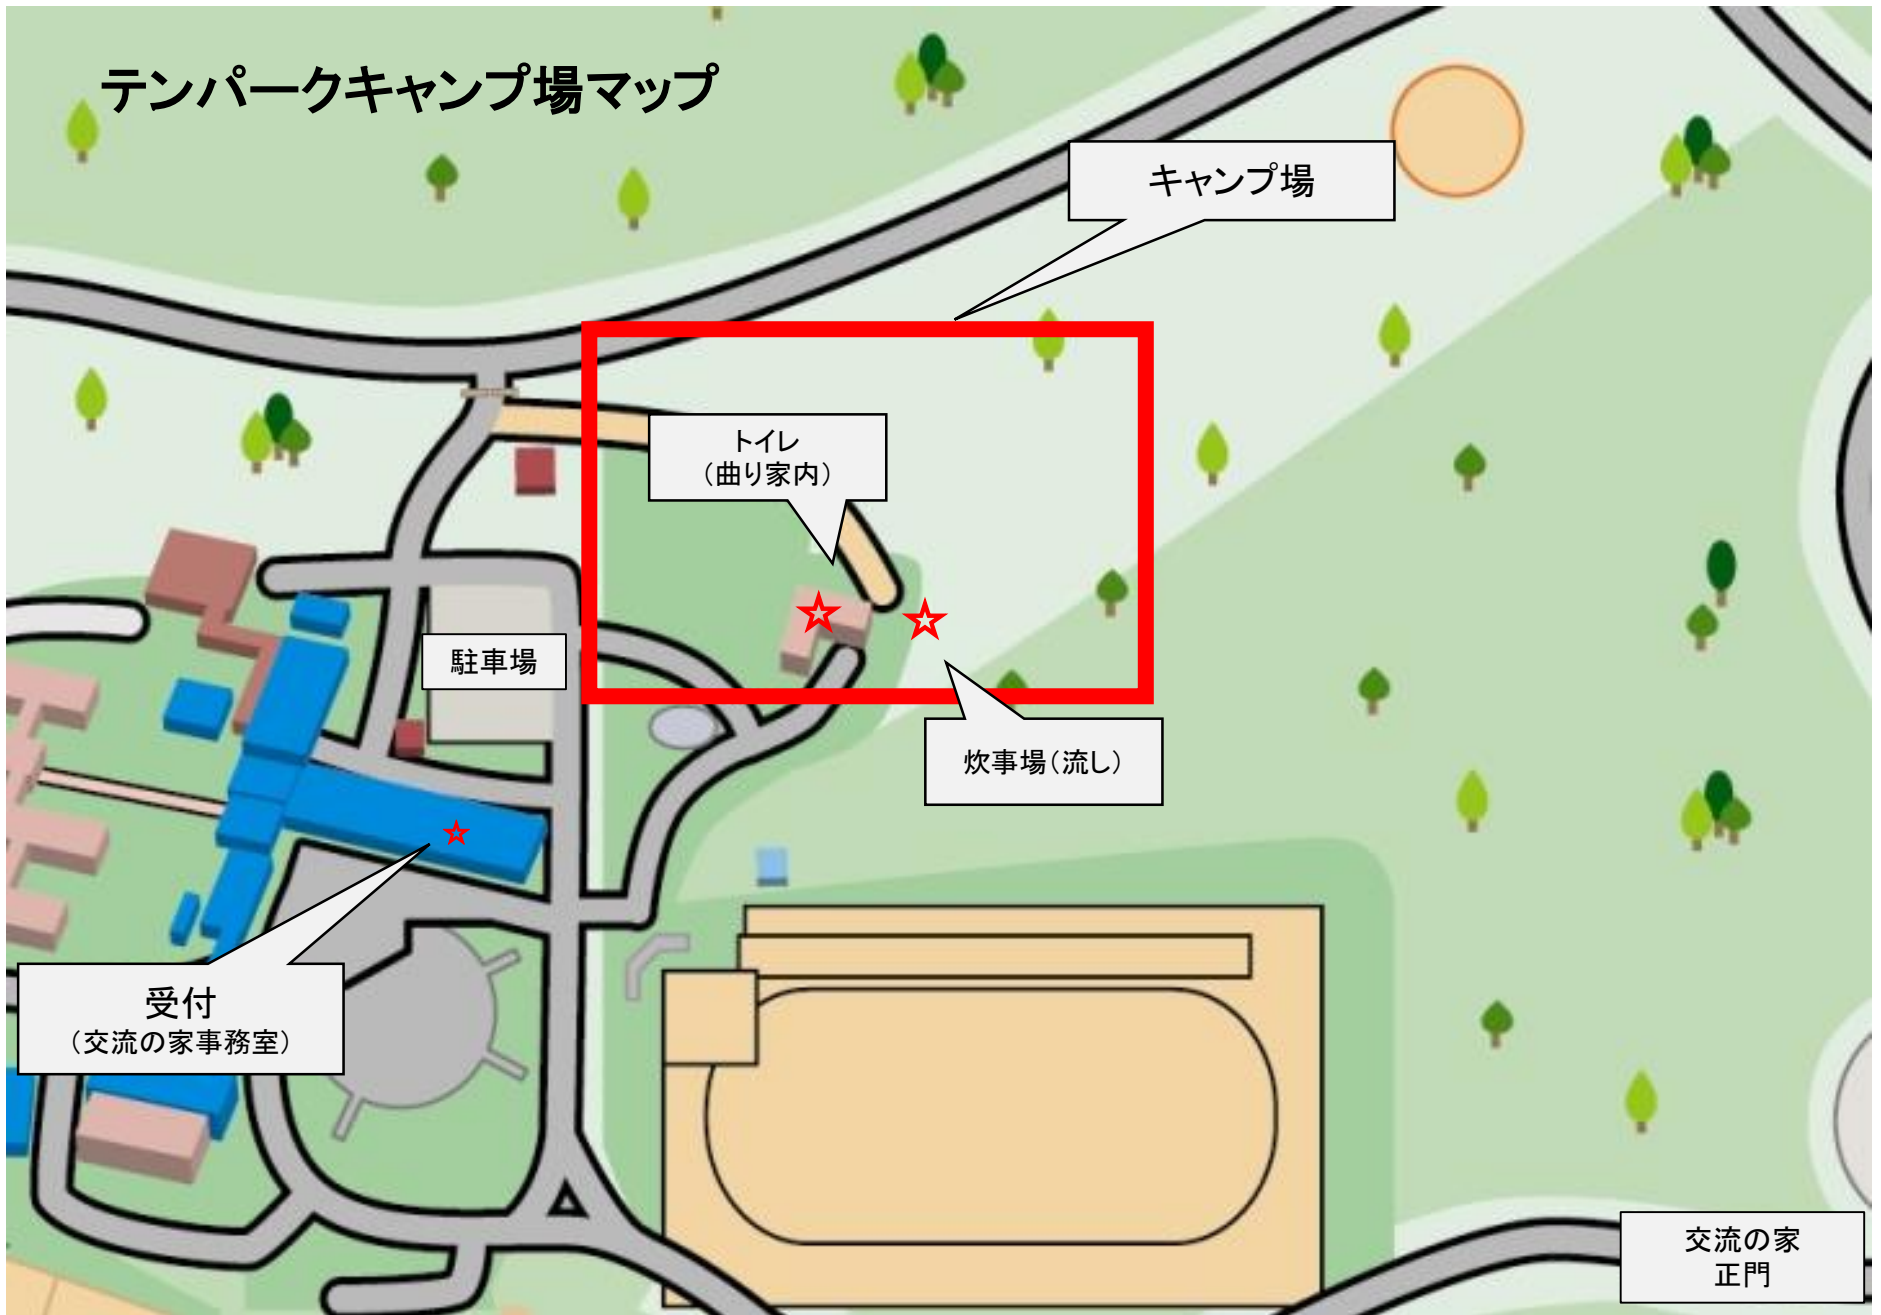 テンパークキャンプ場マップ
キャンプ場
トイレ
（曲り家内）
駐車場
炊事場（流し）
受付
（交流の家事務室）
交流の家
正門